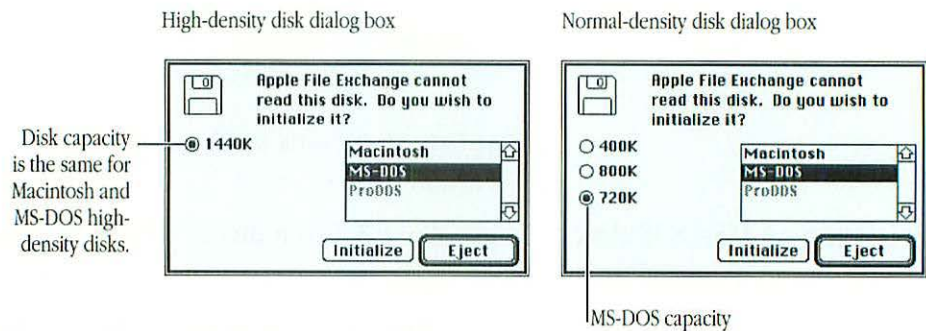 High-density disk dialog box
Apple File Exchange cannot
read this disk. Do you wish to
initialize it?
1440K
Macintosh
MS-DOS
ProDOS
Initialize
Eject
Disk capacity
is the same for
Macintosh and
MS-DOS high-
density disks.
Normal-density disk dialog box
Apple File Exchange cannot
read this disk. Do you wish to
initialize it?
400K
800K
720K
Macintosh
MS-DOS
ProDOS
Initialize
Eject
MS-DOS capacity